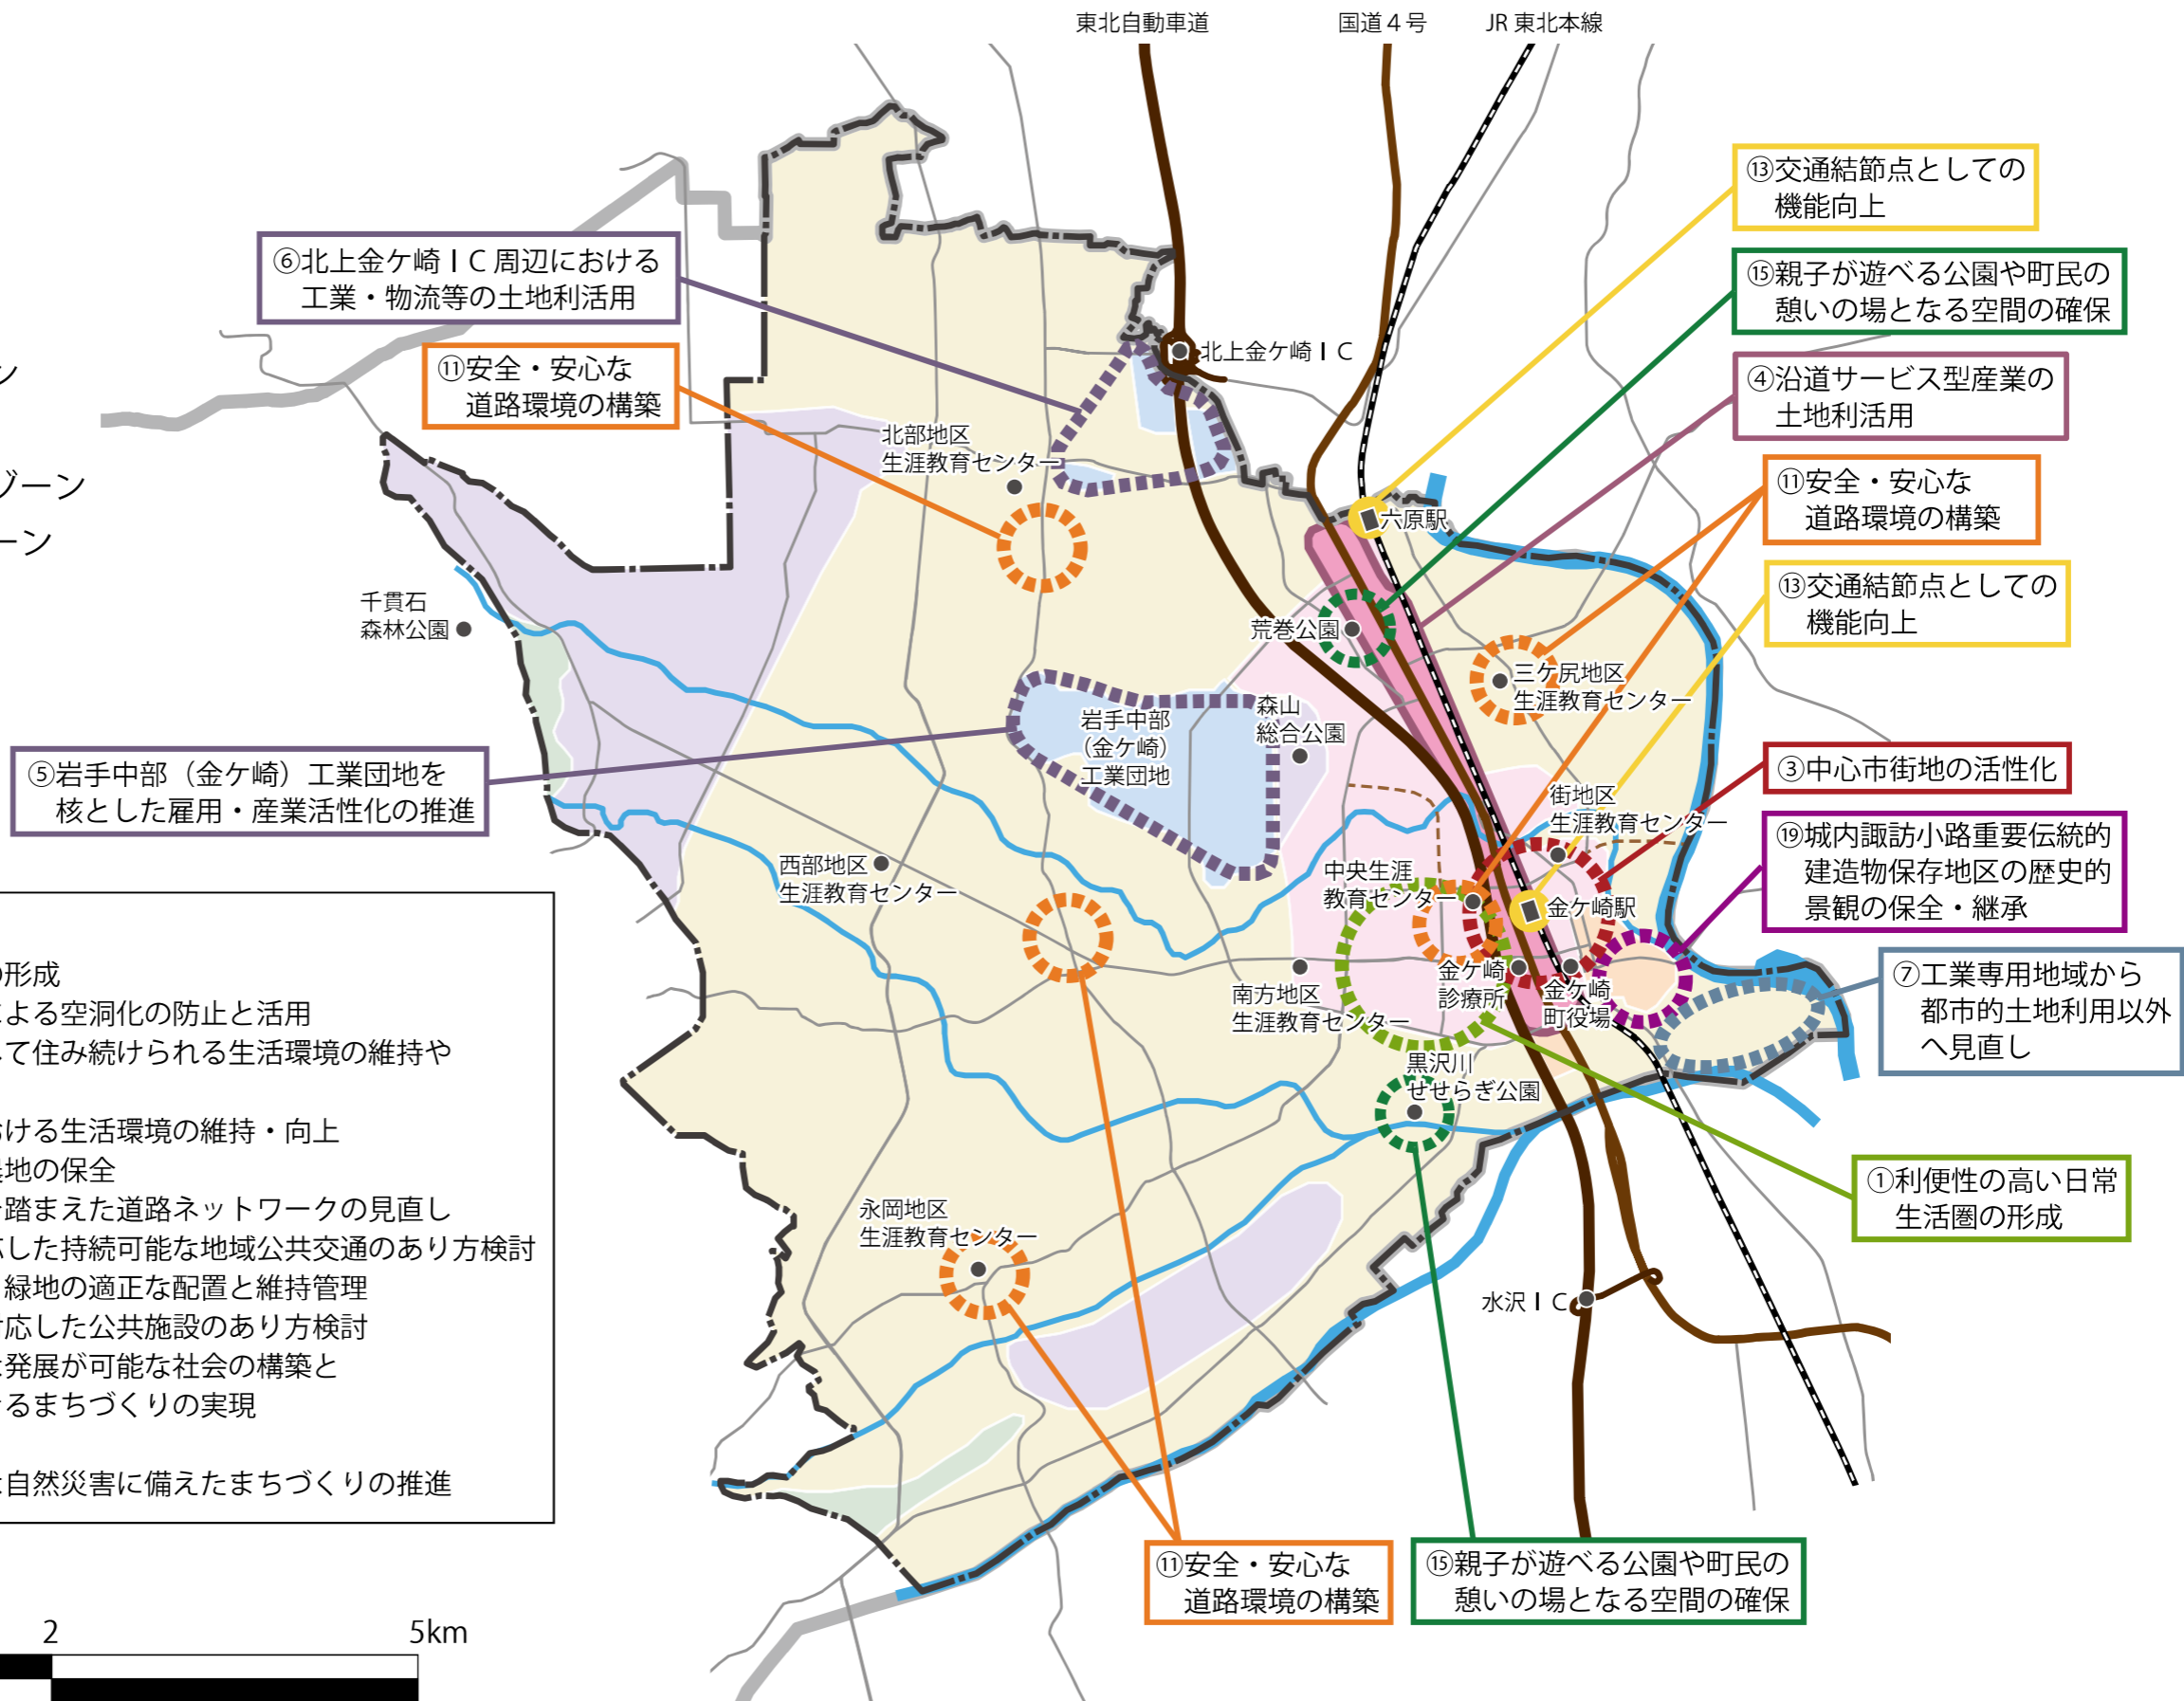 東北自動車道
国道4号
JR 東北本線
⑬交通結節点としての
機能向上
⑮親子が遊べる公園や町民の
憩いの場となる空間の確保
④沿道サービス型産業の
土地利活用
⑪安全・安心な
道路環境の構築
⑬交通結節点としての
機能向上
③中心市街地の活性化
⑲城内諏訪小路重要伝統的
建造物保存地区の歴史的
景観の保全・継承
⑦工業専用地域から
都市的土地利用以外
へ見直し
①利便性の高い日常
生活圏の形成
⑥北上金ケ崎ＩＣ周辺における
工業・物流等の土地利活用
⑪安全・安心な
道路環境の構築
ン
ゾーン
ーン
北上金ケ崎ＩＣ
北部地区
生涯教育センター
六原駅
千貫石
森林公園
荒巻公園
三ケ尻地区
生涯教育センター
岩手中部
（金ケ崎）
工業団地
森山
総合公園
⑤岩手中部（金ケ崎）工業団地を
核とした雇用・産業活性化の推進
街地区
生涯教育センター
西部地区
生涯教育センター
中央生涯
教育センター
金ケ崎駅
南方地区
生涯教育センター
金ケ崎
診療所
金ケ崎
町役場
黒沢川
せせらぎ公園
永岡地区
生涯教育センター
水沢ＩＣ
の形成
による空洞化の防止と活用
して住み続けられる生活環境の維持や
おける生活環境の維持・向上
農地の保全
を踏まえた道路ネットワークの見直し
応した持続可能な地域公共交通のあり方検討
緑地の適正な配置と維持管理
対応した公共施設のあり方検討
な発展が可能な社会の構築と
きるまちづくりの実現
な自然災害に備えたまちづくりの推進
⑪安全・安心な
道路環境の構築
⑮親子が遊べる公園や町民の
憩いの場となる空間の確保
2
5km